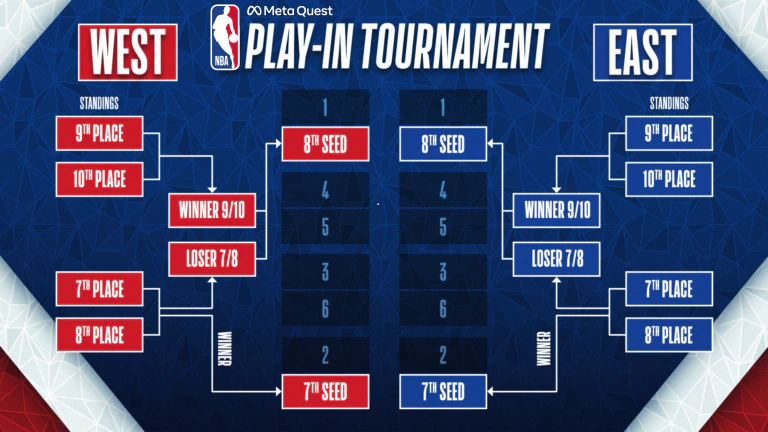 Meta Quest
NBA
PLAY-IN TOURNAMENT
WEST
STANDINGS
9TH PLACE
10TH PLACE
WINNER 9/10
LOSER 7/8
7TH PLACE
8TH PLACE
WINNER
1
8TH SEED
4
5
3
6
2
7TH SEED
1
8TH SEED
4
5
3
6
2
7TH SEED
EAST
STANDINGS
9TH PLACE
10TH PLACE
WINNER 9/10
LOSER 7/8
7TH PLACE
8TH PLACE
WINNER